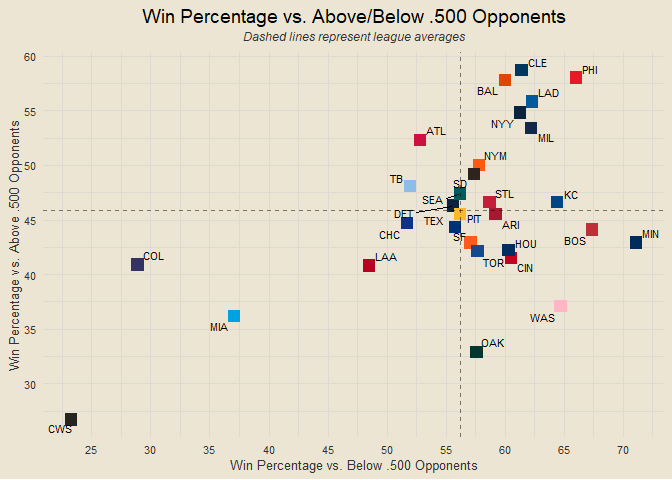 Win Percentage vs. Above/Below .500 Opponents
Dashed lines represent league averages
Win Percentage vs. Above .500 Opponents
60
55
50
45
40
35
30
CLE
PHI
BAL
LAD
NYY
MIL
ATL
NYM
TB
SD
SEA
STL
KC
DET
TEX
PIT
ARI
CHC
SF
HOU
BOS
MIN
COL
LAA
TOR
CIN
MIA
WAS
OAK
CWS
25
30
35
40
45
50
55
60
65
70
Win Percentage vs. Below .500 Opponents